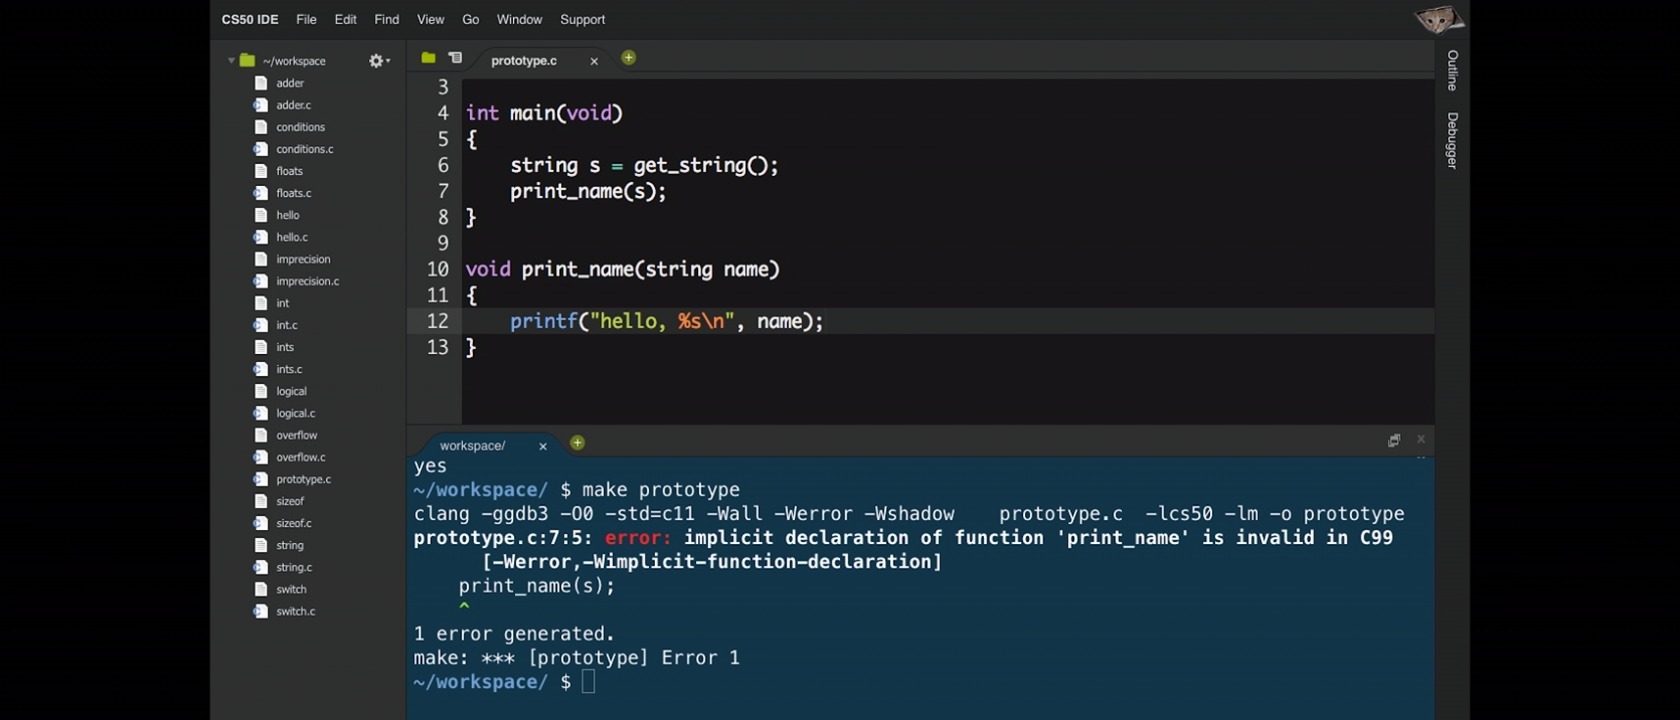 CS50 IDE File Edit Find View Go Window Support
~/workspace
adder
adder.c
conditions
conditions.c
floats
floats.c
hello
hello.c
imprecision
imprecision.c
int
int.c
ints
ints.c
logical
logical.c
overflow
overflow.c
prototype.c
sizeof
sizeof.c
string
string.c
switch
switch.c
prototype.c
3
4 int main(void)
5 {
6 string s = get_string();
7 print_name(s);
8 }
9
10 void print_name(string name)
11 {
12 printf("hello, %s\n", name);
13 }
workspace/
yes
~/workspace/ $ make prototype
clang -ggdb3 -O0 -std=c11 -Wall -Werror -Wshadow prototype.c -lcs50 -lm -o prototype
prototype.c:7:5: error: implicit declaration of function 'print_name' is invalid in C99
[-Werror,-Wimplicit-function-declaration]
print_name(s);
^
1 error generated.
make: *** [prototype] Error 1
~/workspace/ $
Outline
Debugger